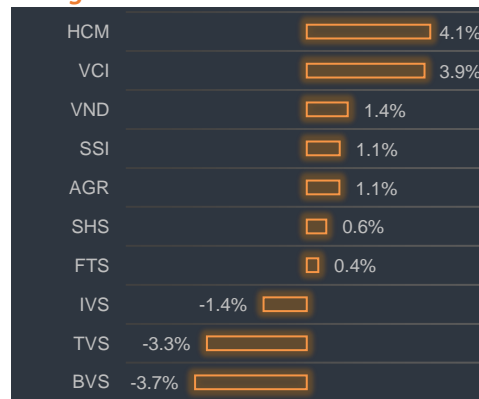 HCM 4.1%
VCI 3.9%
VND 1.4%
SSI 1.1%
AGR 1.1%
SHS 0.6%
FTS 0.4%
IVS -1.4%
TVS -3.3%
BVS -3.7%